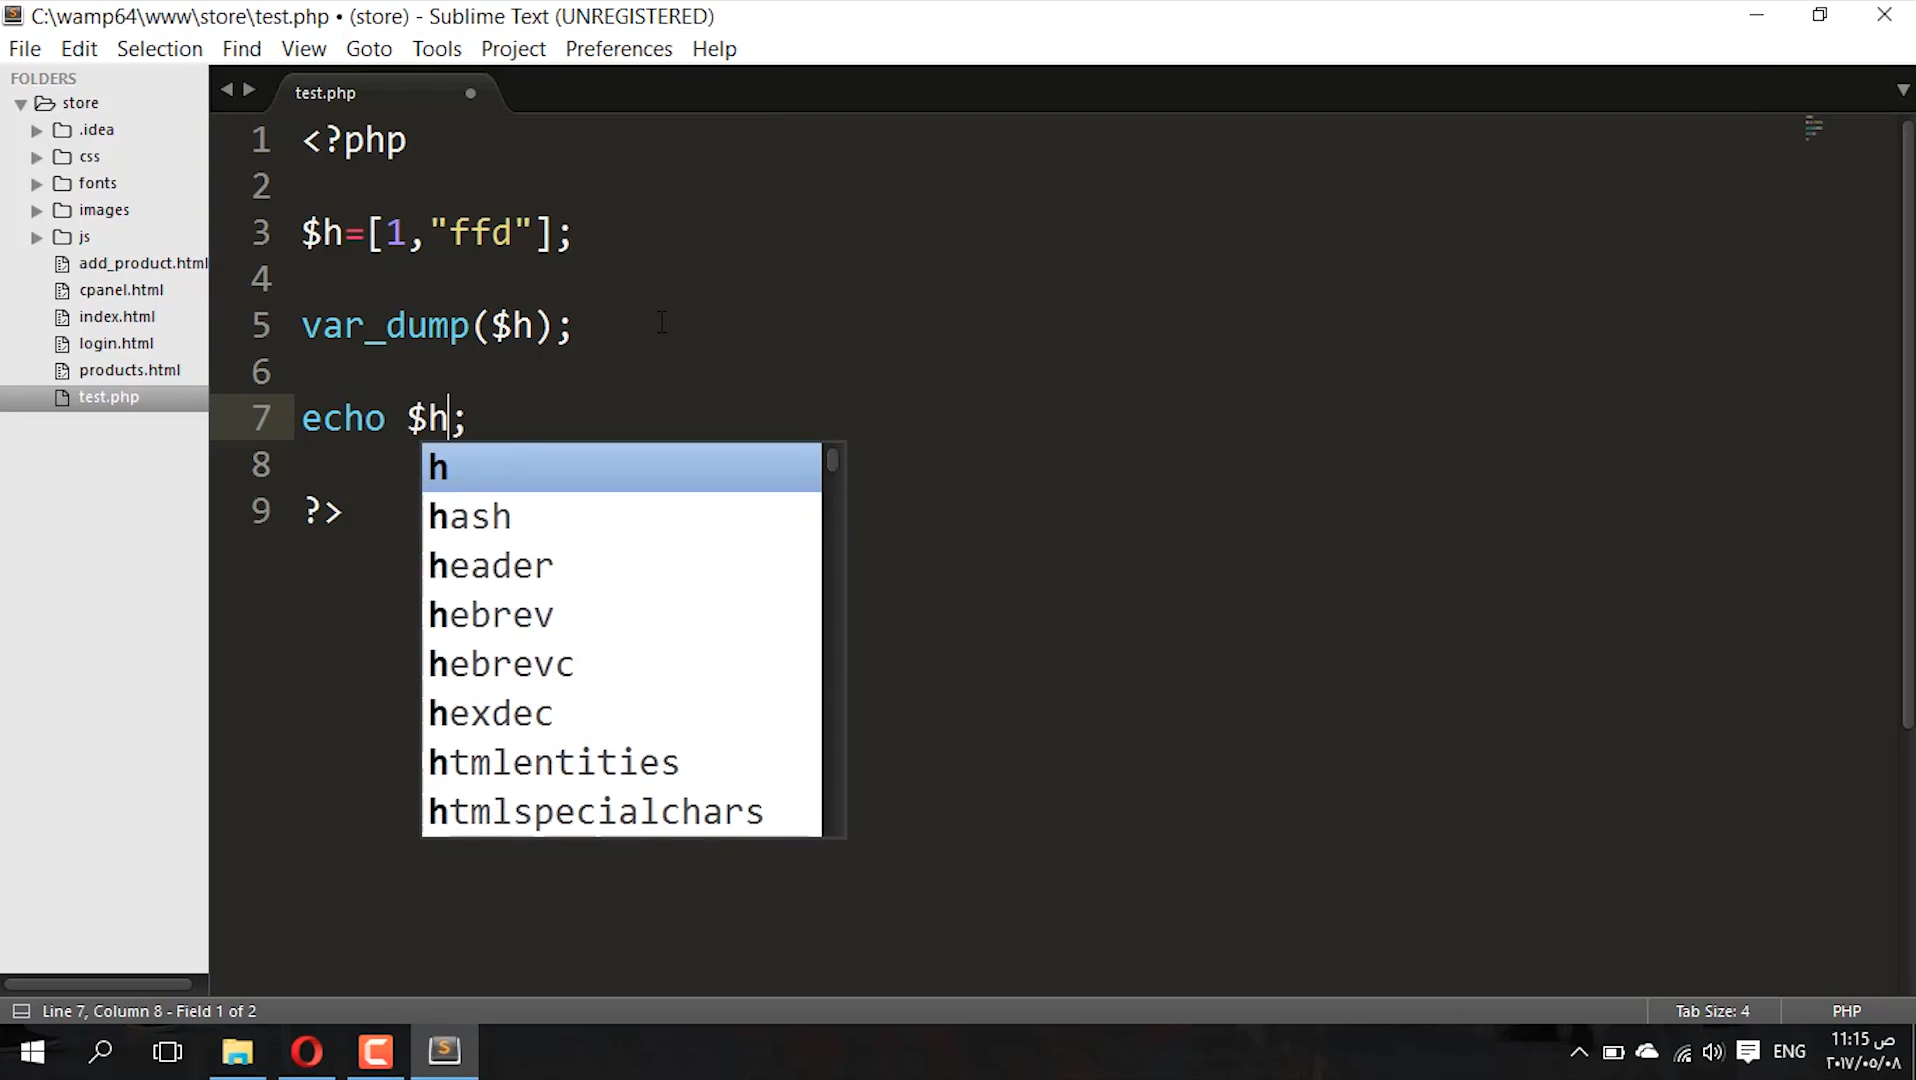 C:\wamp64\www\store\test.php • (store) - Sublime Text (UNREGISTERED)
File Edit Selection Find View Goto Tools Project Preferences Help
FOLDERS
store
.idea
css
fonts
images
js
add_product.html
cpanel.html
index.html
login.html
products.html
test.php
test.php
1 <?php
2
3 $h=[1,"ffd"];
4
5 var_dump($h);
6
7 echo $h;
8
9 ?>
h
hash
header
hebrev
hebrevc
hexdec
htmlentities
htmlspecialchars
Line 7, Column 8 - Field 1 of 2
Tab Size: 4
PHP
ENG
11:15 ص
٢٠١٧/٠٥/٠٨